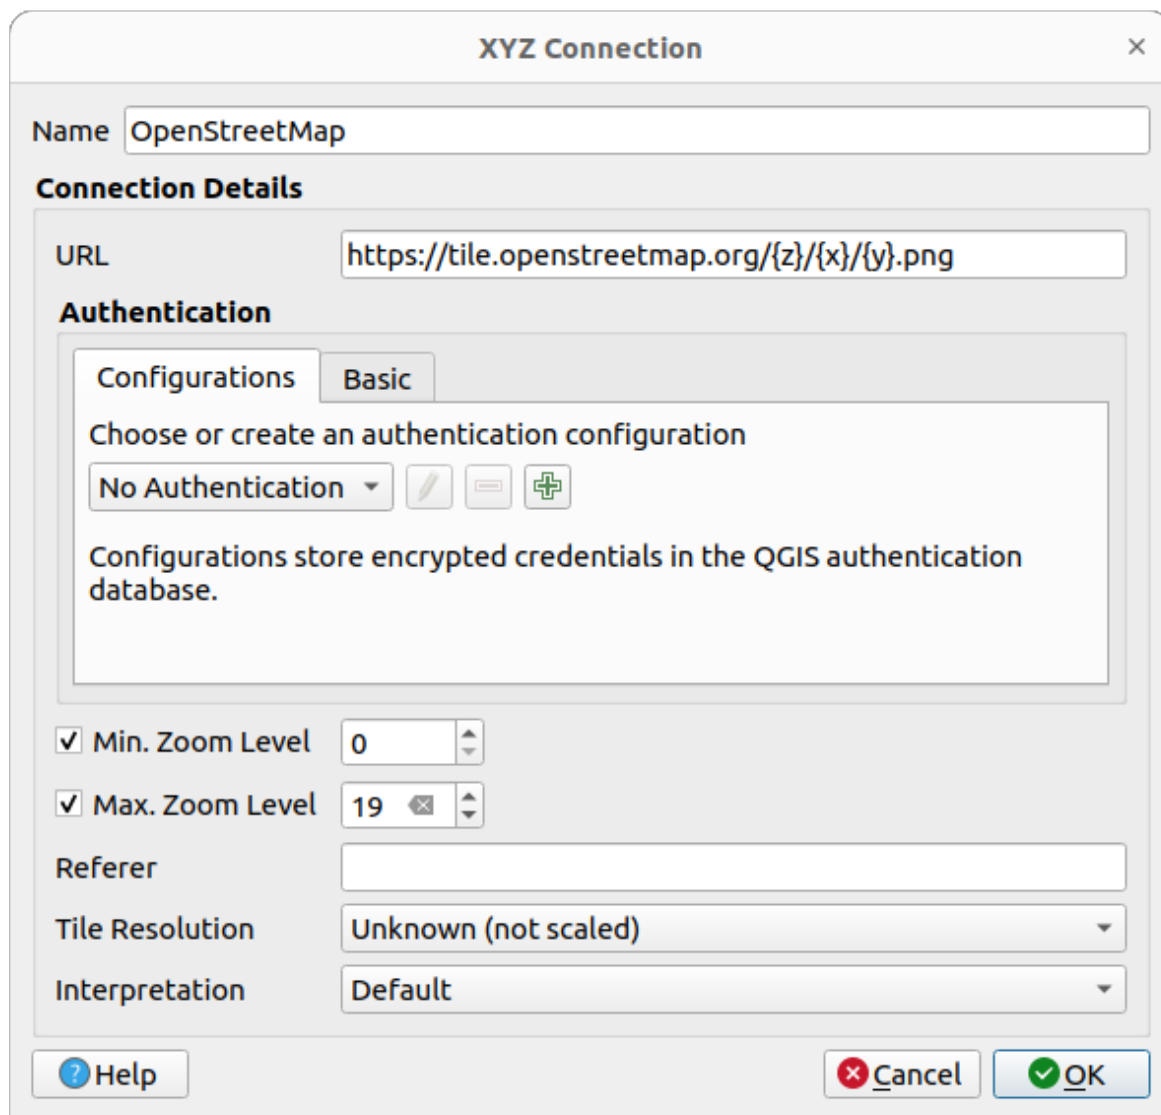 XYZ Connection
Name OpenStreetMap
Connection Details
URL https://tile.openstreetmap.org/{z}/{x}/{y}.png
Authentication
Configurations Basic
Choose or create an authentication configuration
No Authentication
Configurations store encrypted credentials in the QGIS authentication
database.
Min. Zoom Level 0
Max. Zoom Level 19
Referer
Tile Resolution Unknown (not scaled)
Interpretation Default
Help Cancel OK